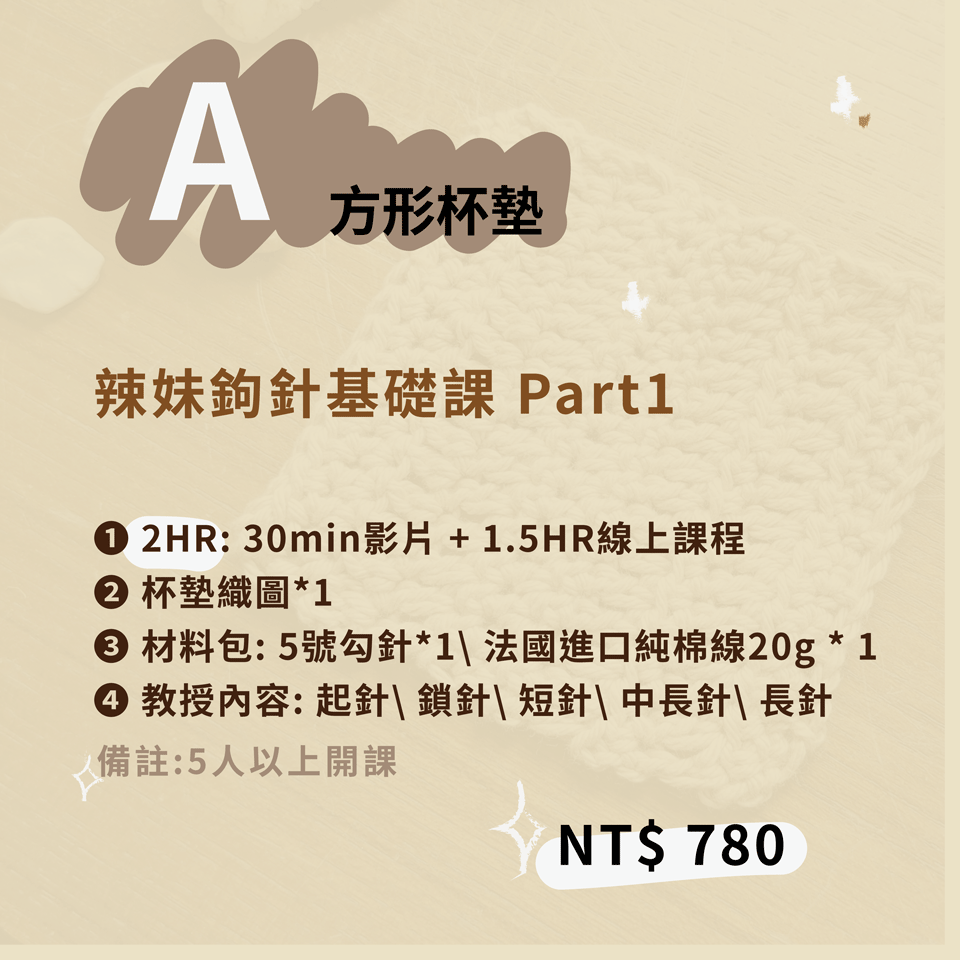 A
方形杯墊
辣妹鉤針基礎課 Part1
❶ 2HR: 30min影片 + 1.5HR線上課程
❷ 杯墊織圖*1
❸ 材料包: 5號勾針*1\ 法國進口純棉線20g * 1
❹ 教授內容: 起針\ 鎖針\ 短針\ 中長針\ 長針
備註:5人以上開課
NT$ 780